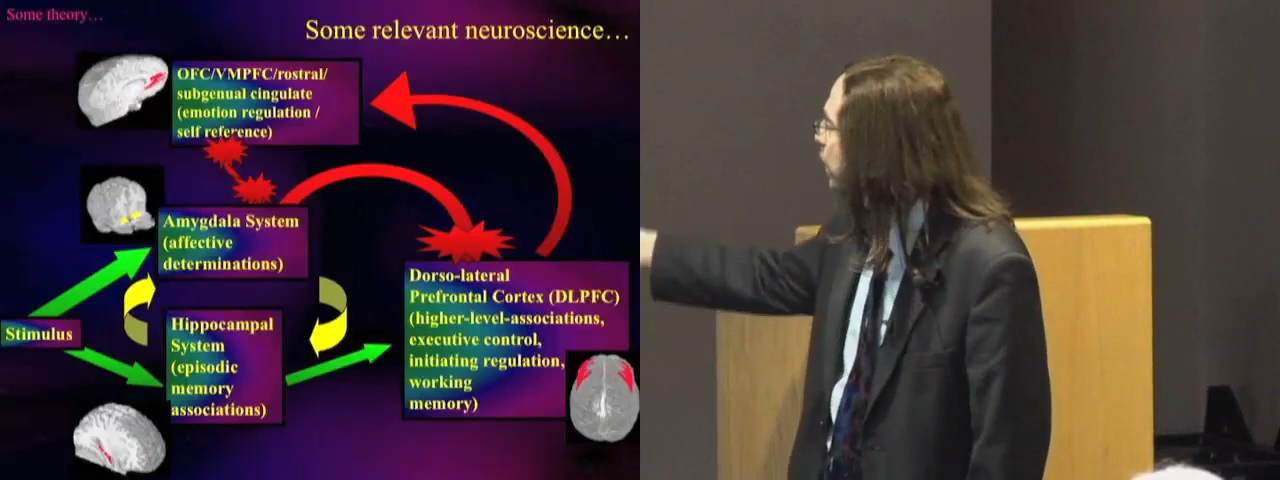 Some theory…
Some relevant neuroscience…
OFC/VMPFC/rostral/
subgenual cingulate
(emotion regulation /
self reference)
Amygdala System
(affective
determinations)
Stimulus
Hippocampal
System
(episodic
memory
associations)
Dorso-lateral
Prefrontal Cortex (DLPFC)
(higher-level-associations,
executive control,
initiating regulation,
working
memory)